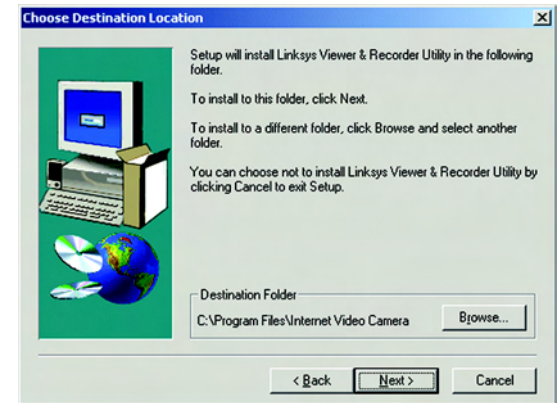 Choose Destination Location
Setup will install Linksys Viewer & Recorder Utility in the following
folder.
To install to this folder, click Next.
To install to a different folder, click Browse and select another
folder.
You can choose not to install Linksys Viewer & Recorder Utility by
clicking Cancel to exit Setup.
Destination Folder
C:\Program Files\Internet Video Camera
Browse...
< Back
Next >
Cancel